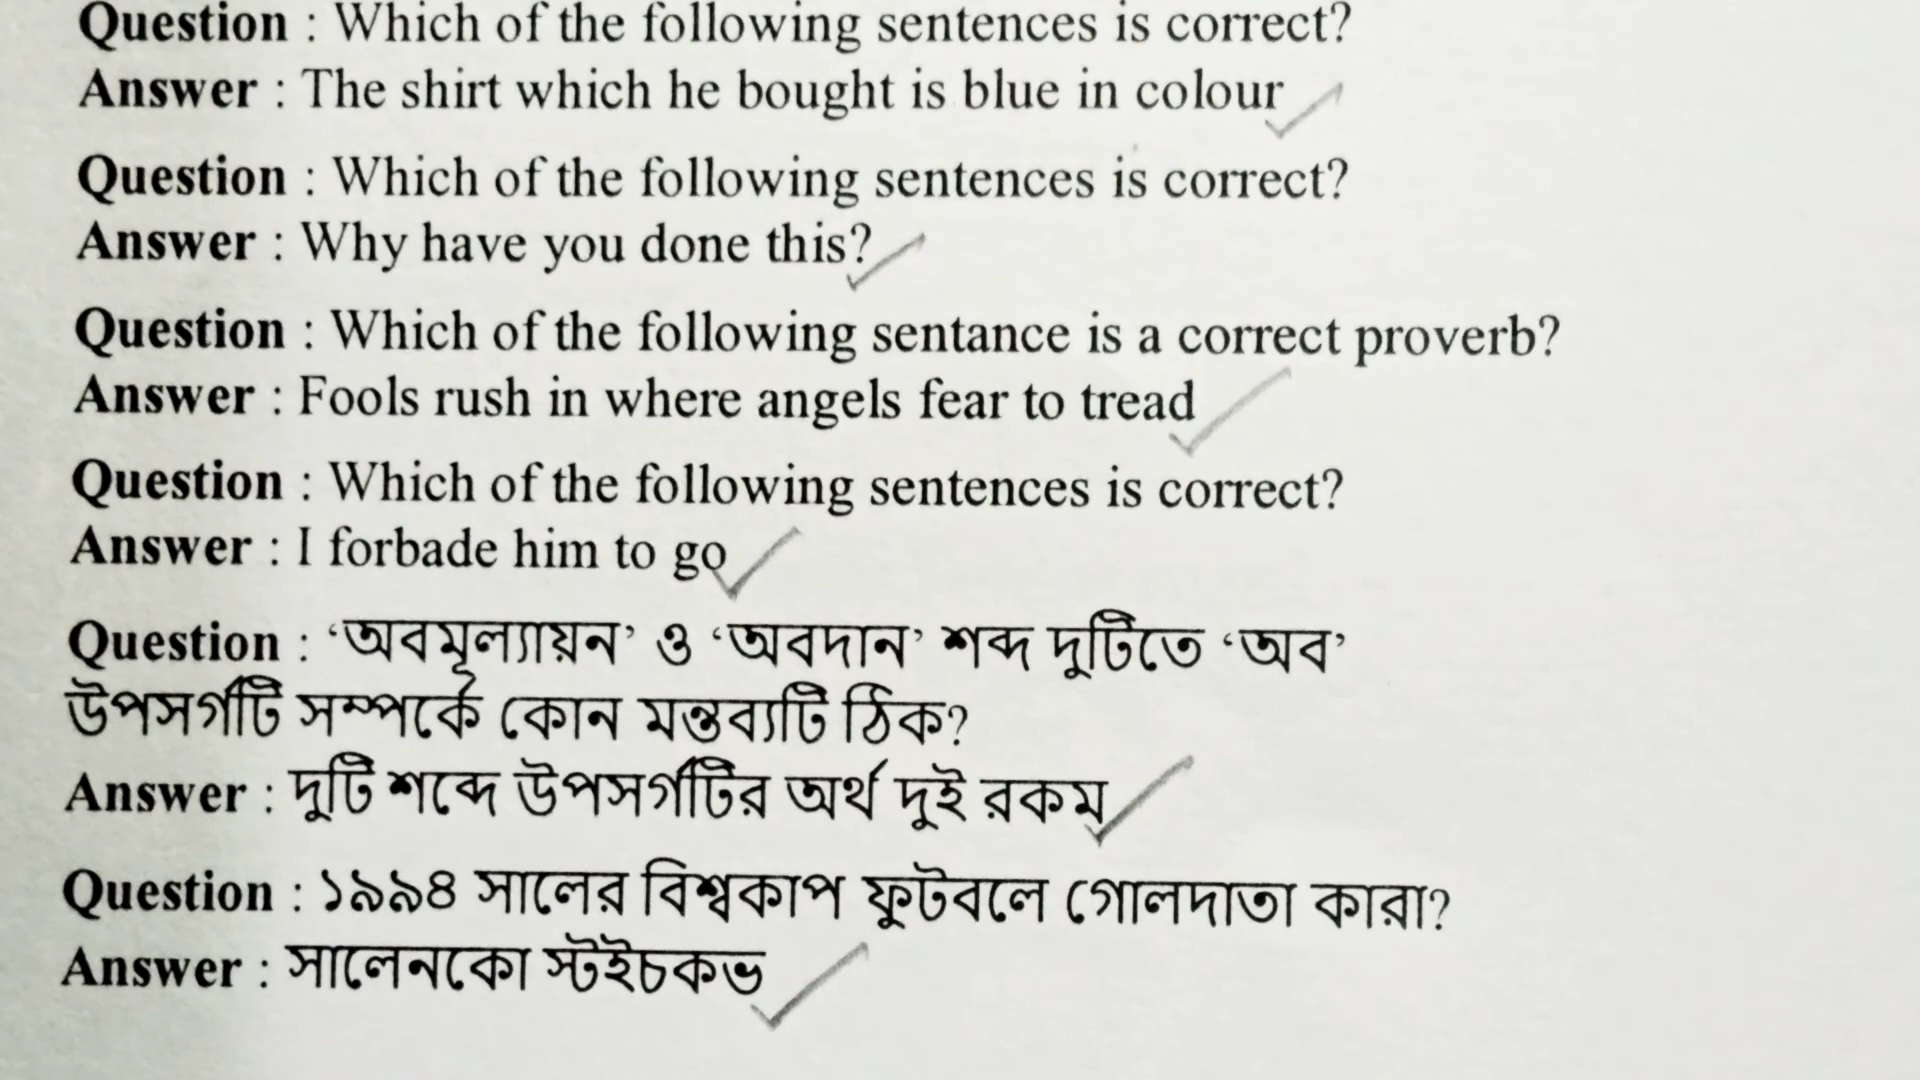 Question : Which of the following sentences is correct?
Answer : The shirt which he bought is blue in colour
Question : Which of the following sentences is correct?
Answer : Why have you done this?
Question : Which of the following sentance is a correct proverb?
Answer : Fools rush in where angels fear to tread
Question : Which of the following sentences is correct?
Answer : I forbade him to go
Question : ‘অবমূল্যায়ন’ ও ‘অবদান’ শব্দ দুটিতে ‘অব’
উপসর্গটি সম্পর্কে কোন মন্তব্যটি ঠিক?
Answer : দুটি শব্দে উপসর্গটির অর্থ দুই রকম
Question : ১৯৯৪ সালের বিশ্বকাপ ফুটবলে গোলদাতা কারা?
Answer : সালেনকো স্টইচকভ